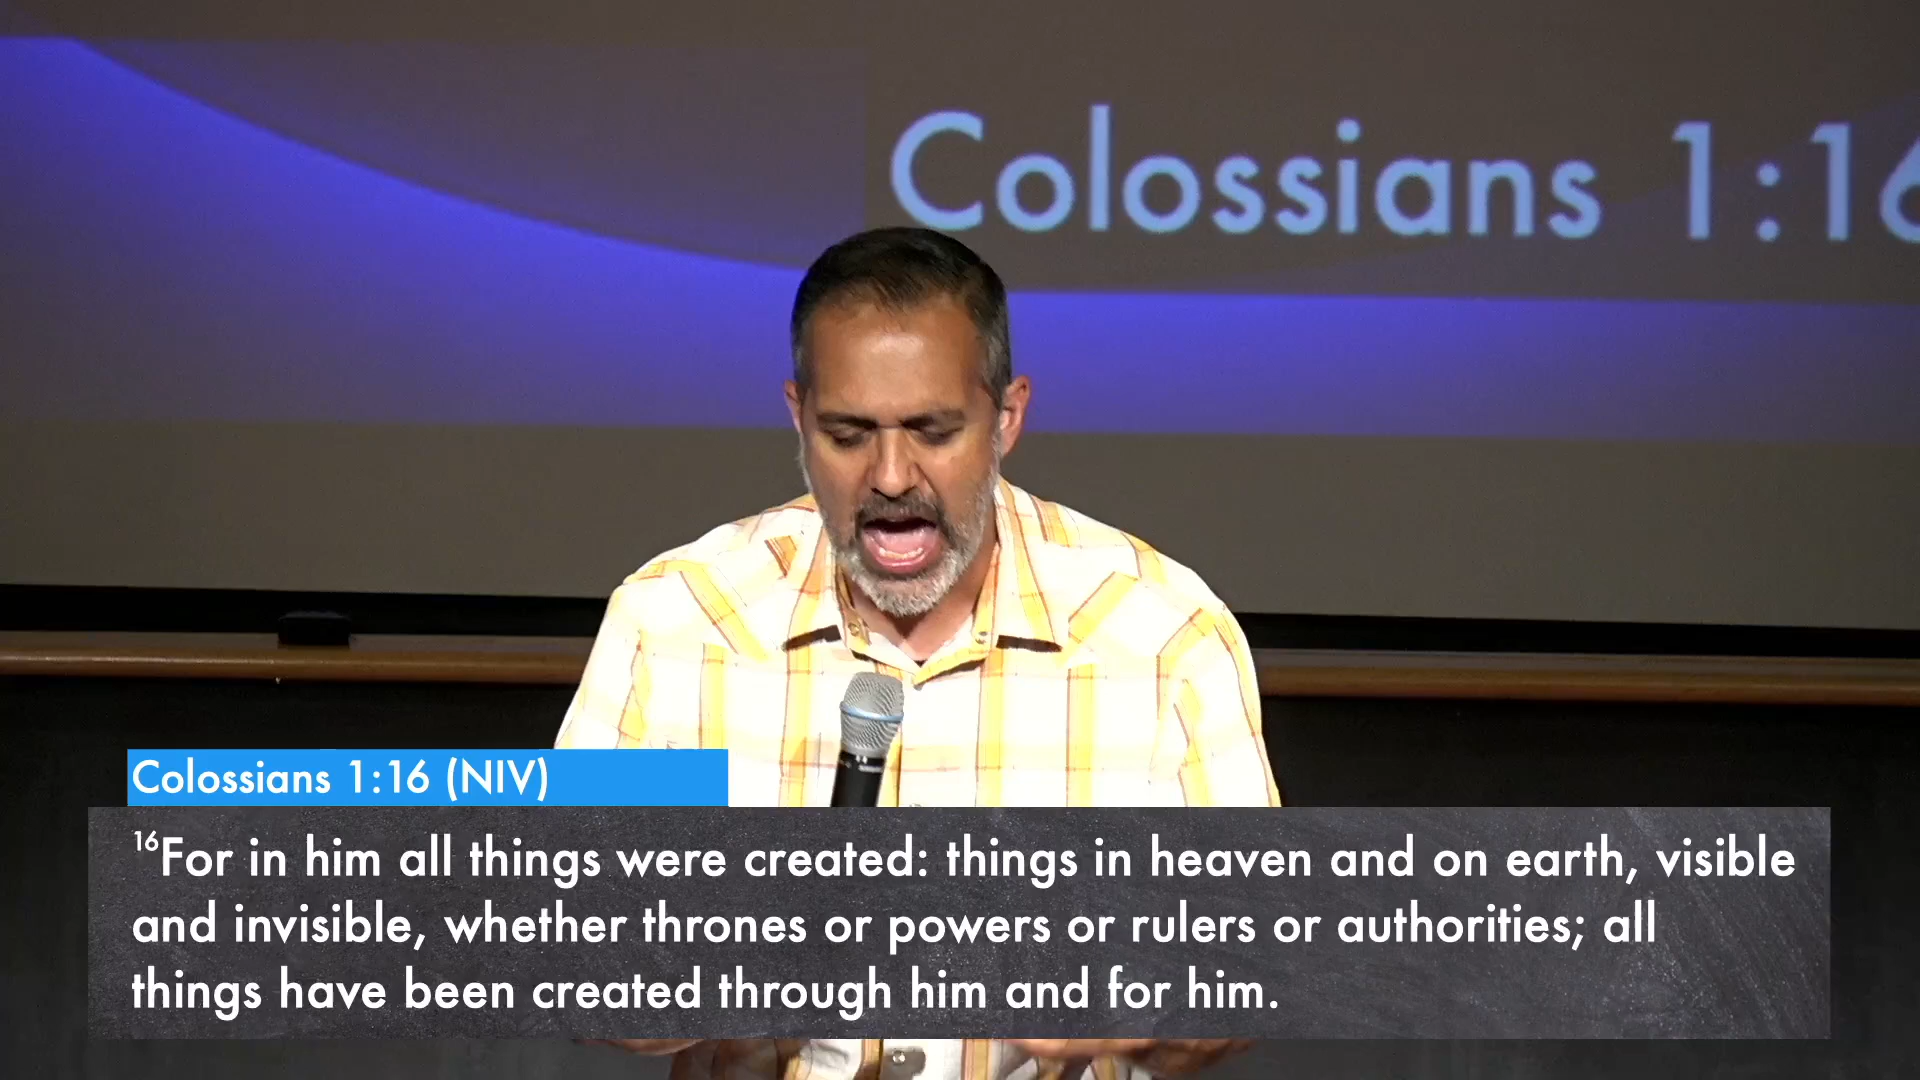 Colossians 1:16
Colossians 1:16 (NIV)
¹⁶For in him all things were created: things in heaven and on earth, visible
and invisible, whether thrones or powers or rulers or authorities; all
things have been created through him and for him.